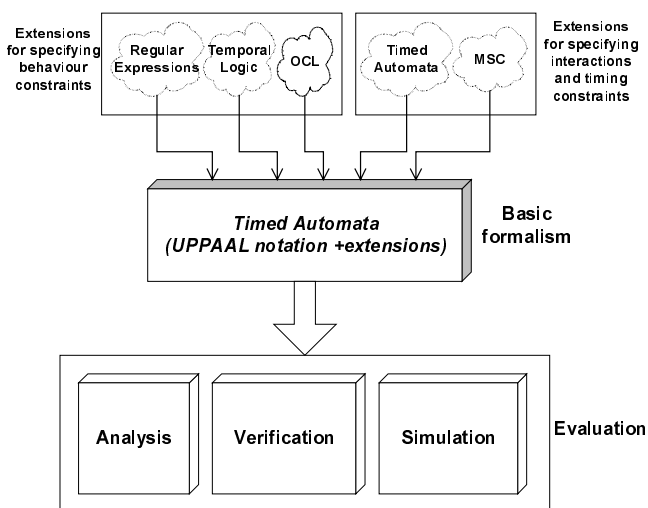 Extensions
for specifying
behaviour
constraints
Regular
Expressions
Temporal
Logic
OCL
Timed
Automata
MSC
Extensions
for specifying
interactions
and timing
constraints
Timed Automata
(UPPAAL notation +extensions)
Basic
formalism
Analysis
Verification
Simulation
Evaluation